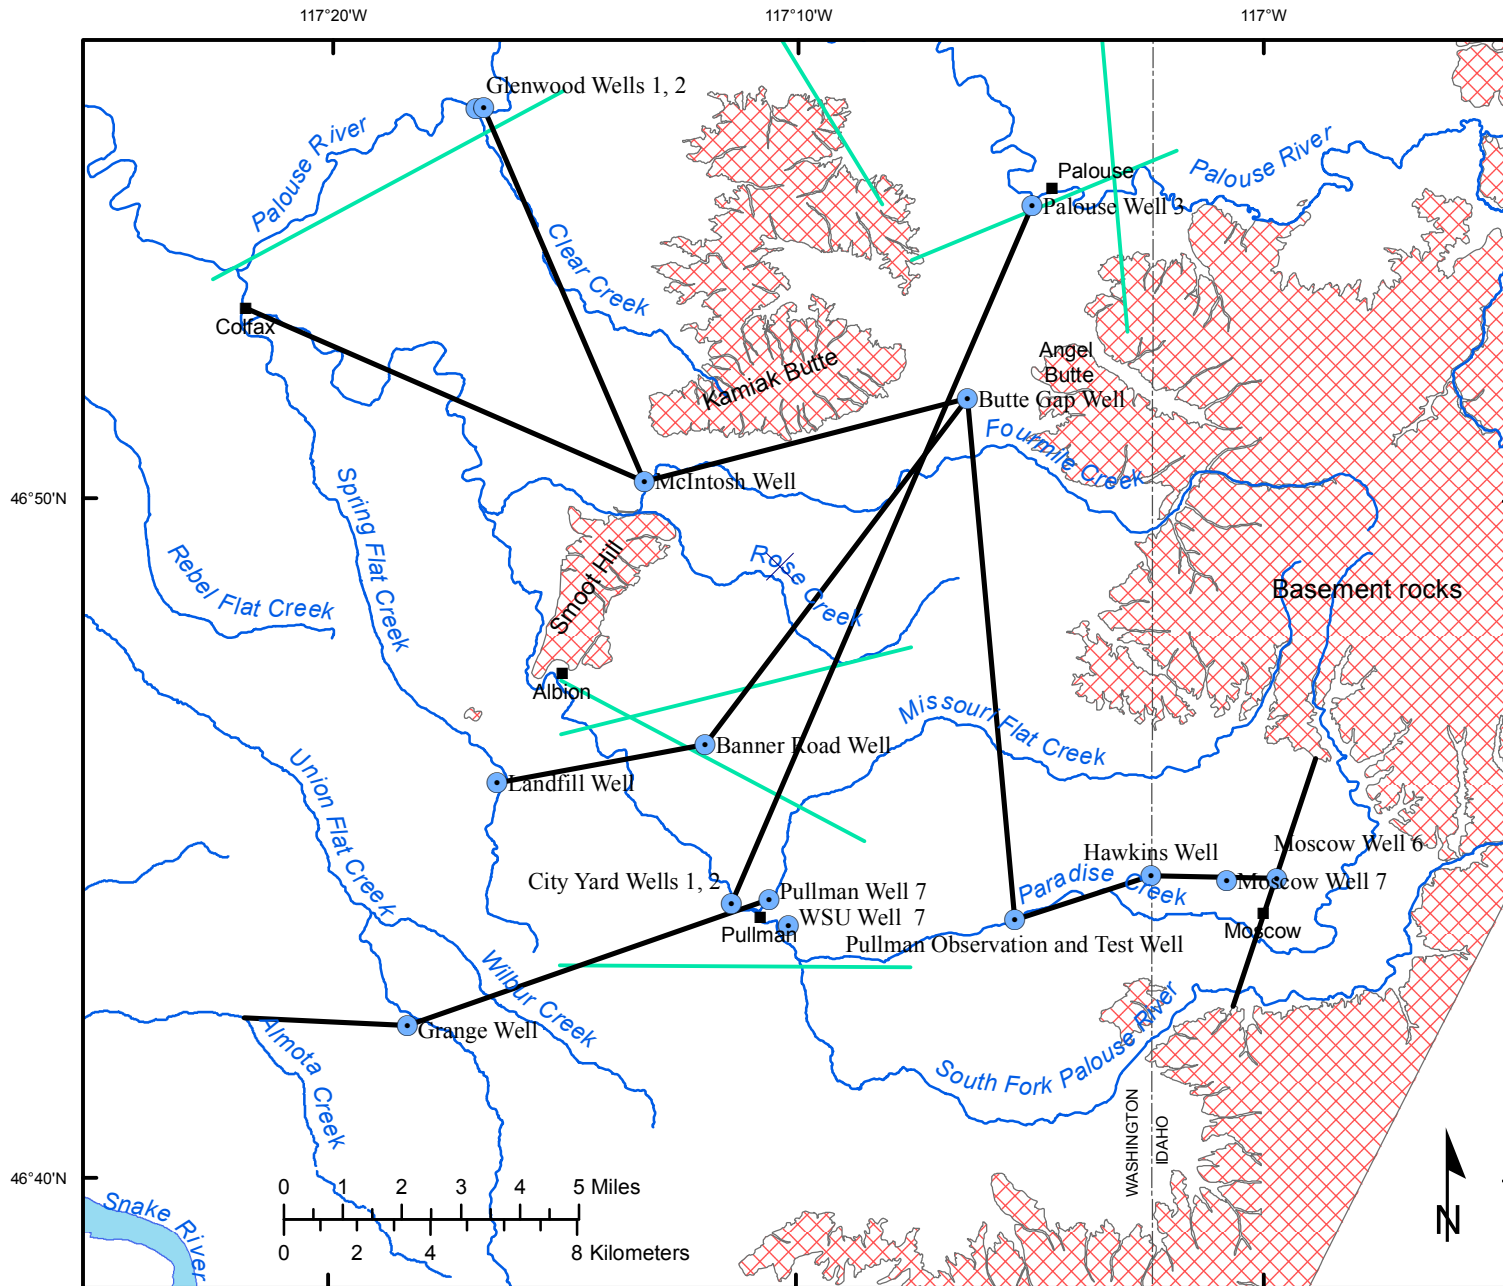 117°20'W
117°10'W
117°W
Glenwood Wells 1, 2
Palouse River
Palouse
Palouse River
Palouse Well 3
Clear Creek
Colfax
Angel
Butte
Kamiak Butte
Butte Gap Well
Fourmile Creek
46°50'N
McIntosh Well
Spring Flat Creek
Rebel Flat Creek
Smoot Hill
Rose Creek
Basement rocks
Albion
Missouri Flat Creek
Banner Road Well
Landfill Well
Union Flat Creek
Moscow Well 6
Hawkins Well
City Yard Wells 1, 2
Pullman Well 7
Paradise Creek
Moscow Well 7
WSU Well 7
Pullman
Moscow
Pullman Observation and Test Well
Wilbur Creek
Grange Well
Almota Creek
South Fork Palouse River
WASHINGTON
IDAHO
46°40'N
0 1 2 3 4 5 Miles
0 2 4 8 Kilometers
Snake River
N